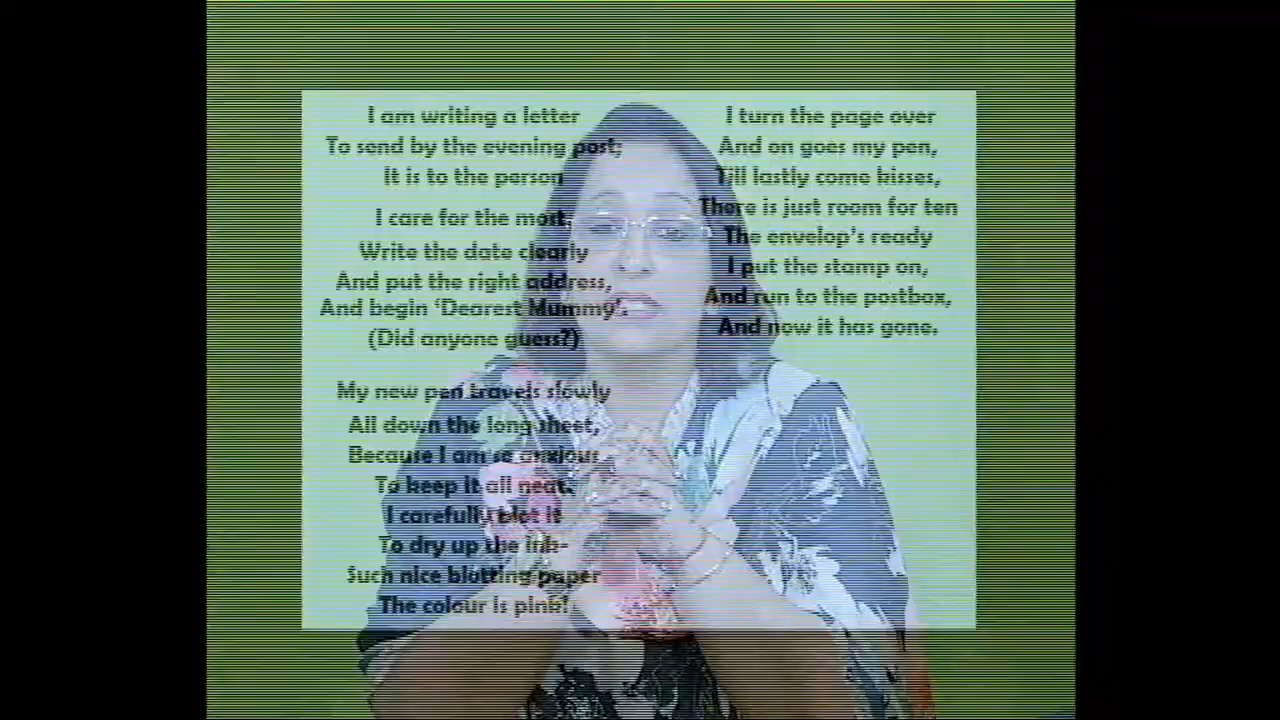 I am writing a letter
To send by the evening post;
It is to the person
I care for the most.
Write the date clearly
And put the right address,
And begin ‘Dearest Mummy’.
(Did anyone guess?)
My new pen travels slowly
All down the long sheet,
Because I am so anxious
To keep it all neat.
I carefully blot it
To dry up the ink-
Such nice blotting paper
The colour is pink!
I turn the page over
And on goes my pen,
Till lastly come kisses,
There is just room for ten
The envelop's ready
I put the stamp on,
And run to the postbox,
And now it has gone.